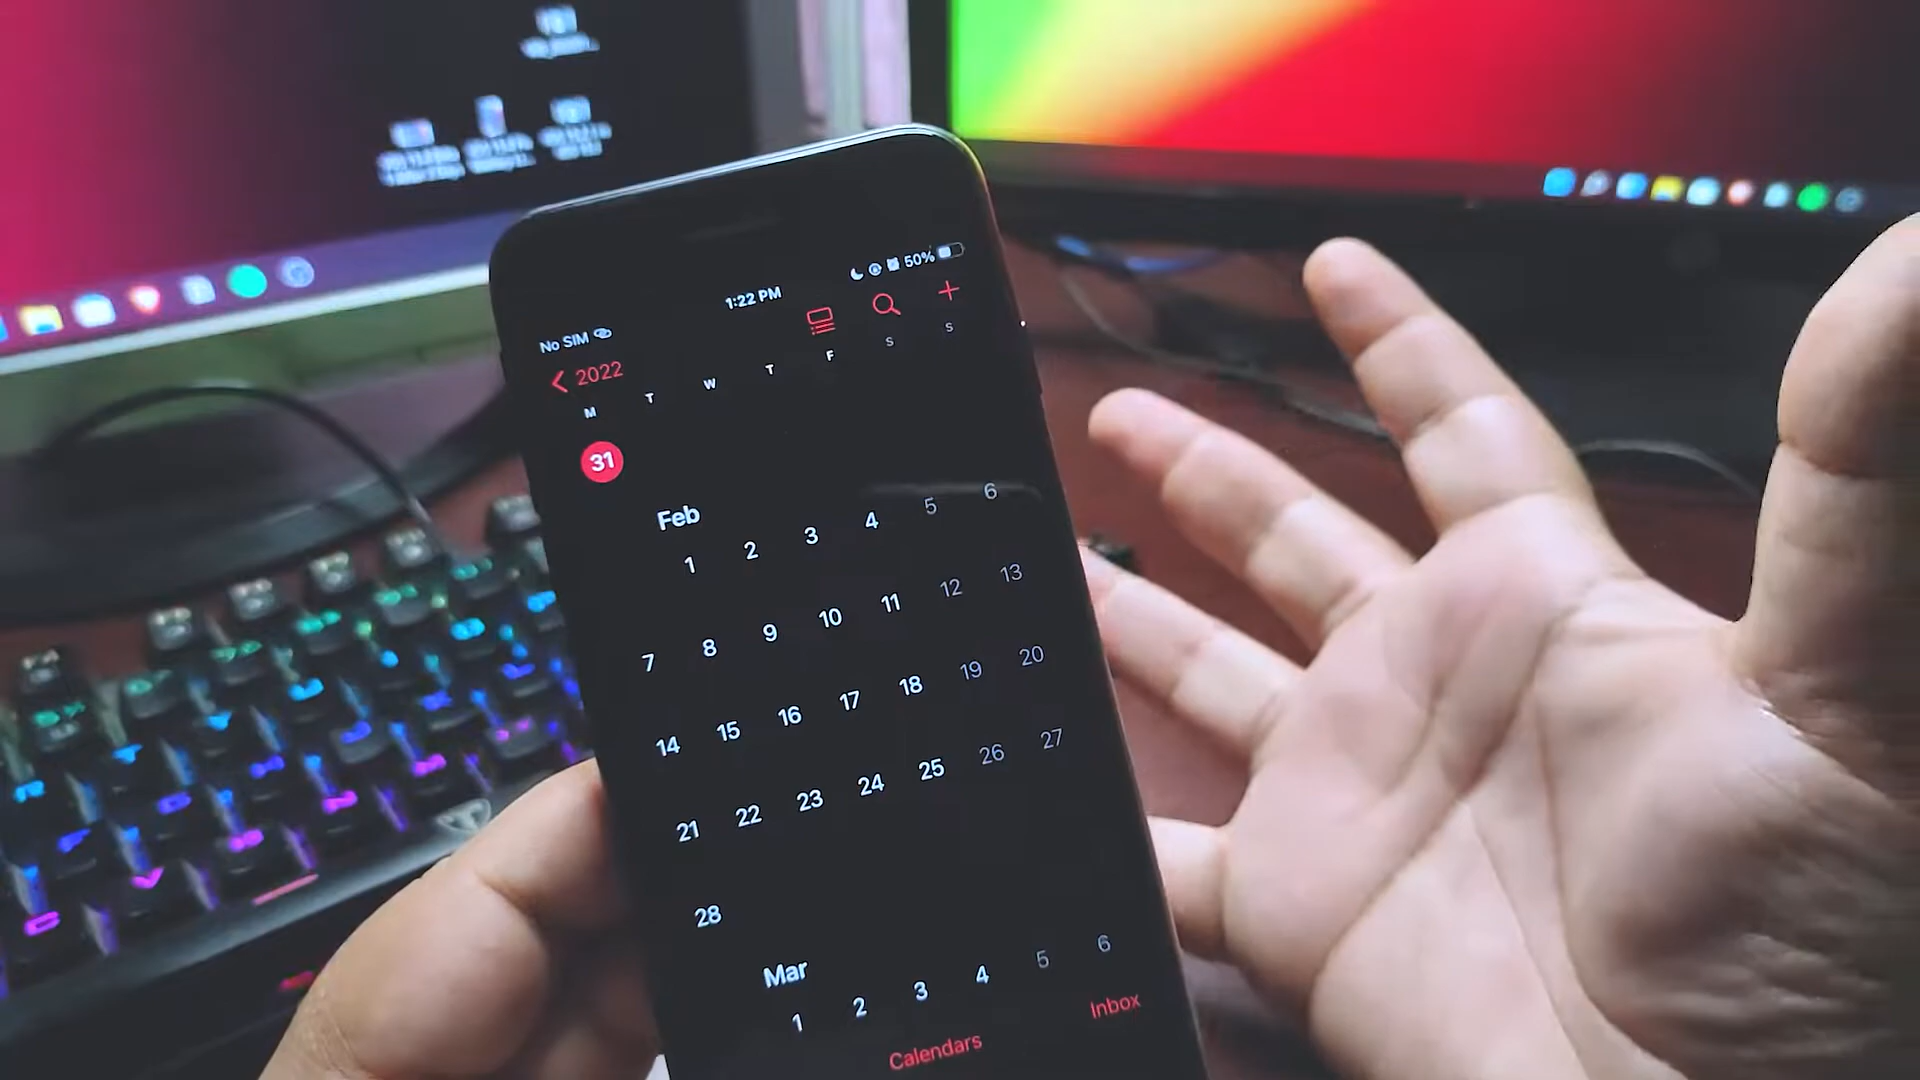 No SIM 1:22 PM 50%
2022
M T W T F S S
31
Feb
1 2 3 4 5 6
7 8 9 10 11 12 13
14 15 16 17 18 19 20
21 22 23 24 25 26 27
28
Mar
1 2 3 4 5 6
Calendars Inbox